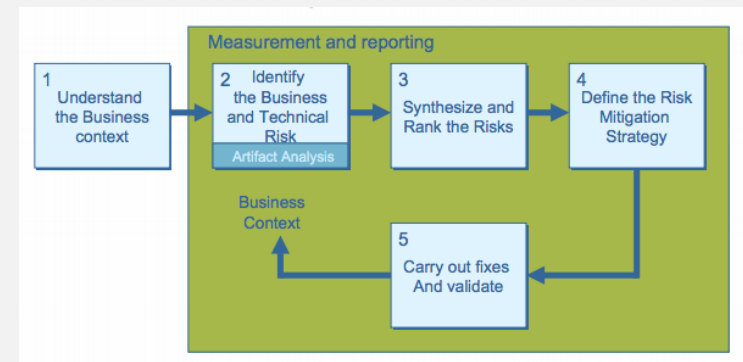 Measurement and reporting
1
Understand
the Business
context
2 Identify
the Business
and Technical
Risk
Artifact Analysis
3
Synthesize and
Rank the Risks
4
Define the Risk
Mitigation
Strategy
Business
Context
5
Carry out fixes
And validate